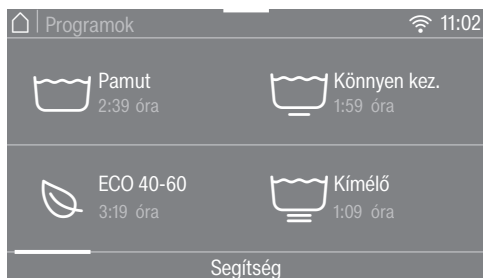 Programok 11:02
Pamut
2:39 óra
Könnyen kez.
1:59 óra
ECO 40-60
3:19 óra
Kímélő
1:09 óra
Segítség